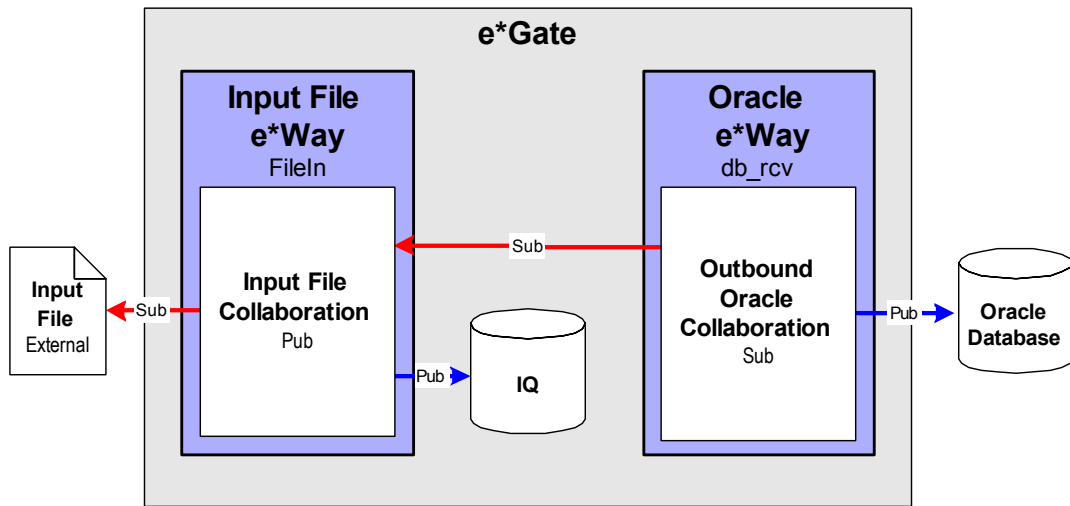 e*Gate
Input File
e*Way
FileIn
Oracle
e*Way
db_rcv
Input
File
External
Sub
Input File
Collaboration
Pub
Pub
IQ
Sub
Outbound
Oracle
Collaboration
Sub
Pub
Oracle
Database